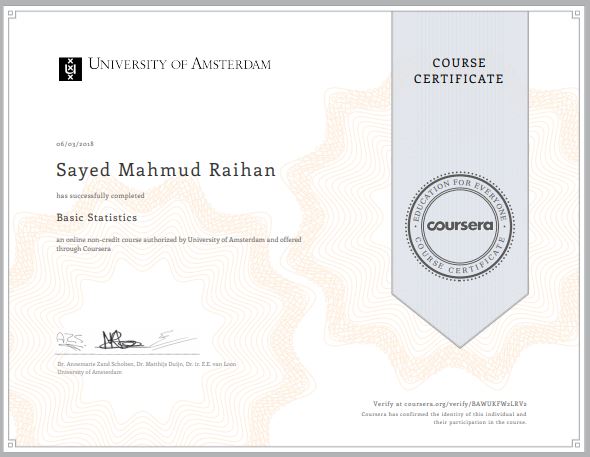 UNIVERSITY OF AMSTERDAM
COURSE
CERTIFICATE
06/03/2018
Sayed Mahmud Raihan
has successfully completed
Basic Statistics
an online non-credit course authorized by University of Amsterdam and offered
through Coursera
EDUCATION FOR EVERYONE
coursera
COURSE CERTIFICATE
Dr. Annemarie Zand Scholten, Dr. Matthijs Duijn, Dr. Ir. E.E. van Loon
University of Amsterdam
Verify at coursera.org/verify/8AWUKFW2LRV2
Coursera has confirmed the identity of this individual and
their participation in the course.